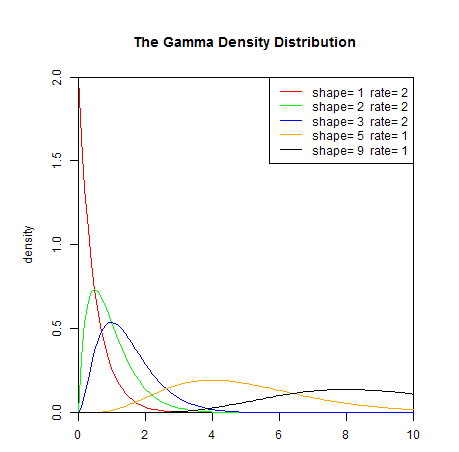 The Gamma Density Distribution
2.0
1.5
1.0
0.5
0.0
density
shape= 1 rate= 2
shape= 2 rate= 2
shape= 3 rate= 2
shape= 5 rate= 1
shape= 9 rate= 1
0 2 4 6 8 10